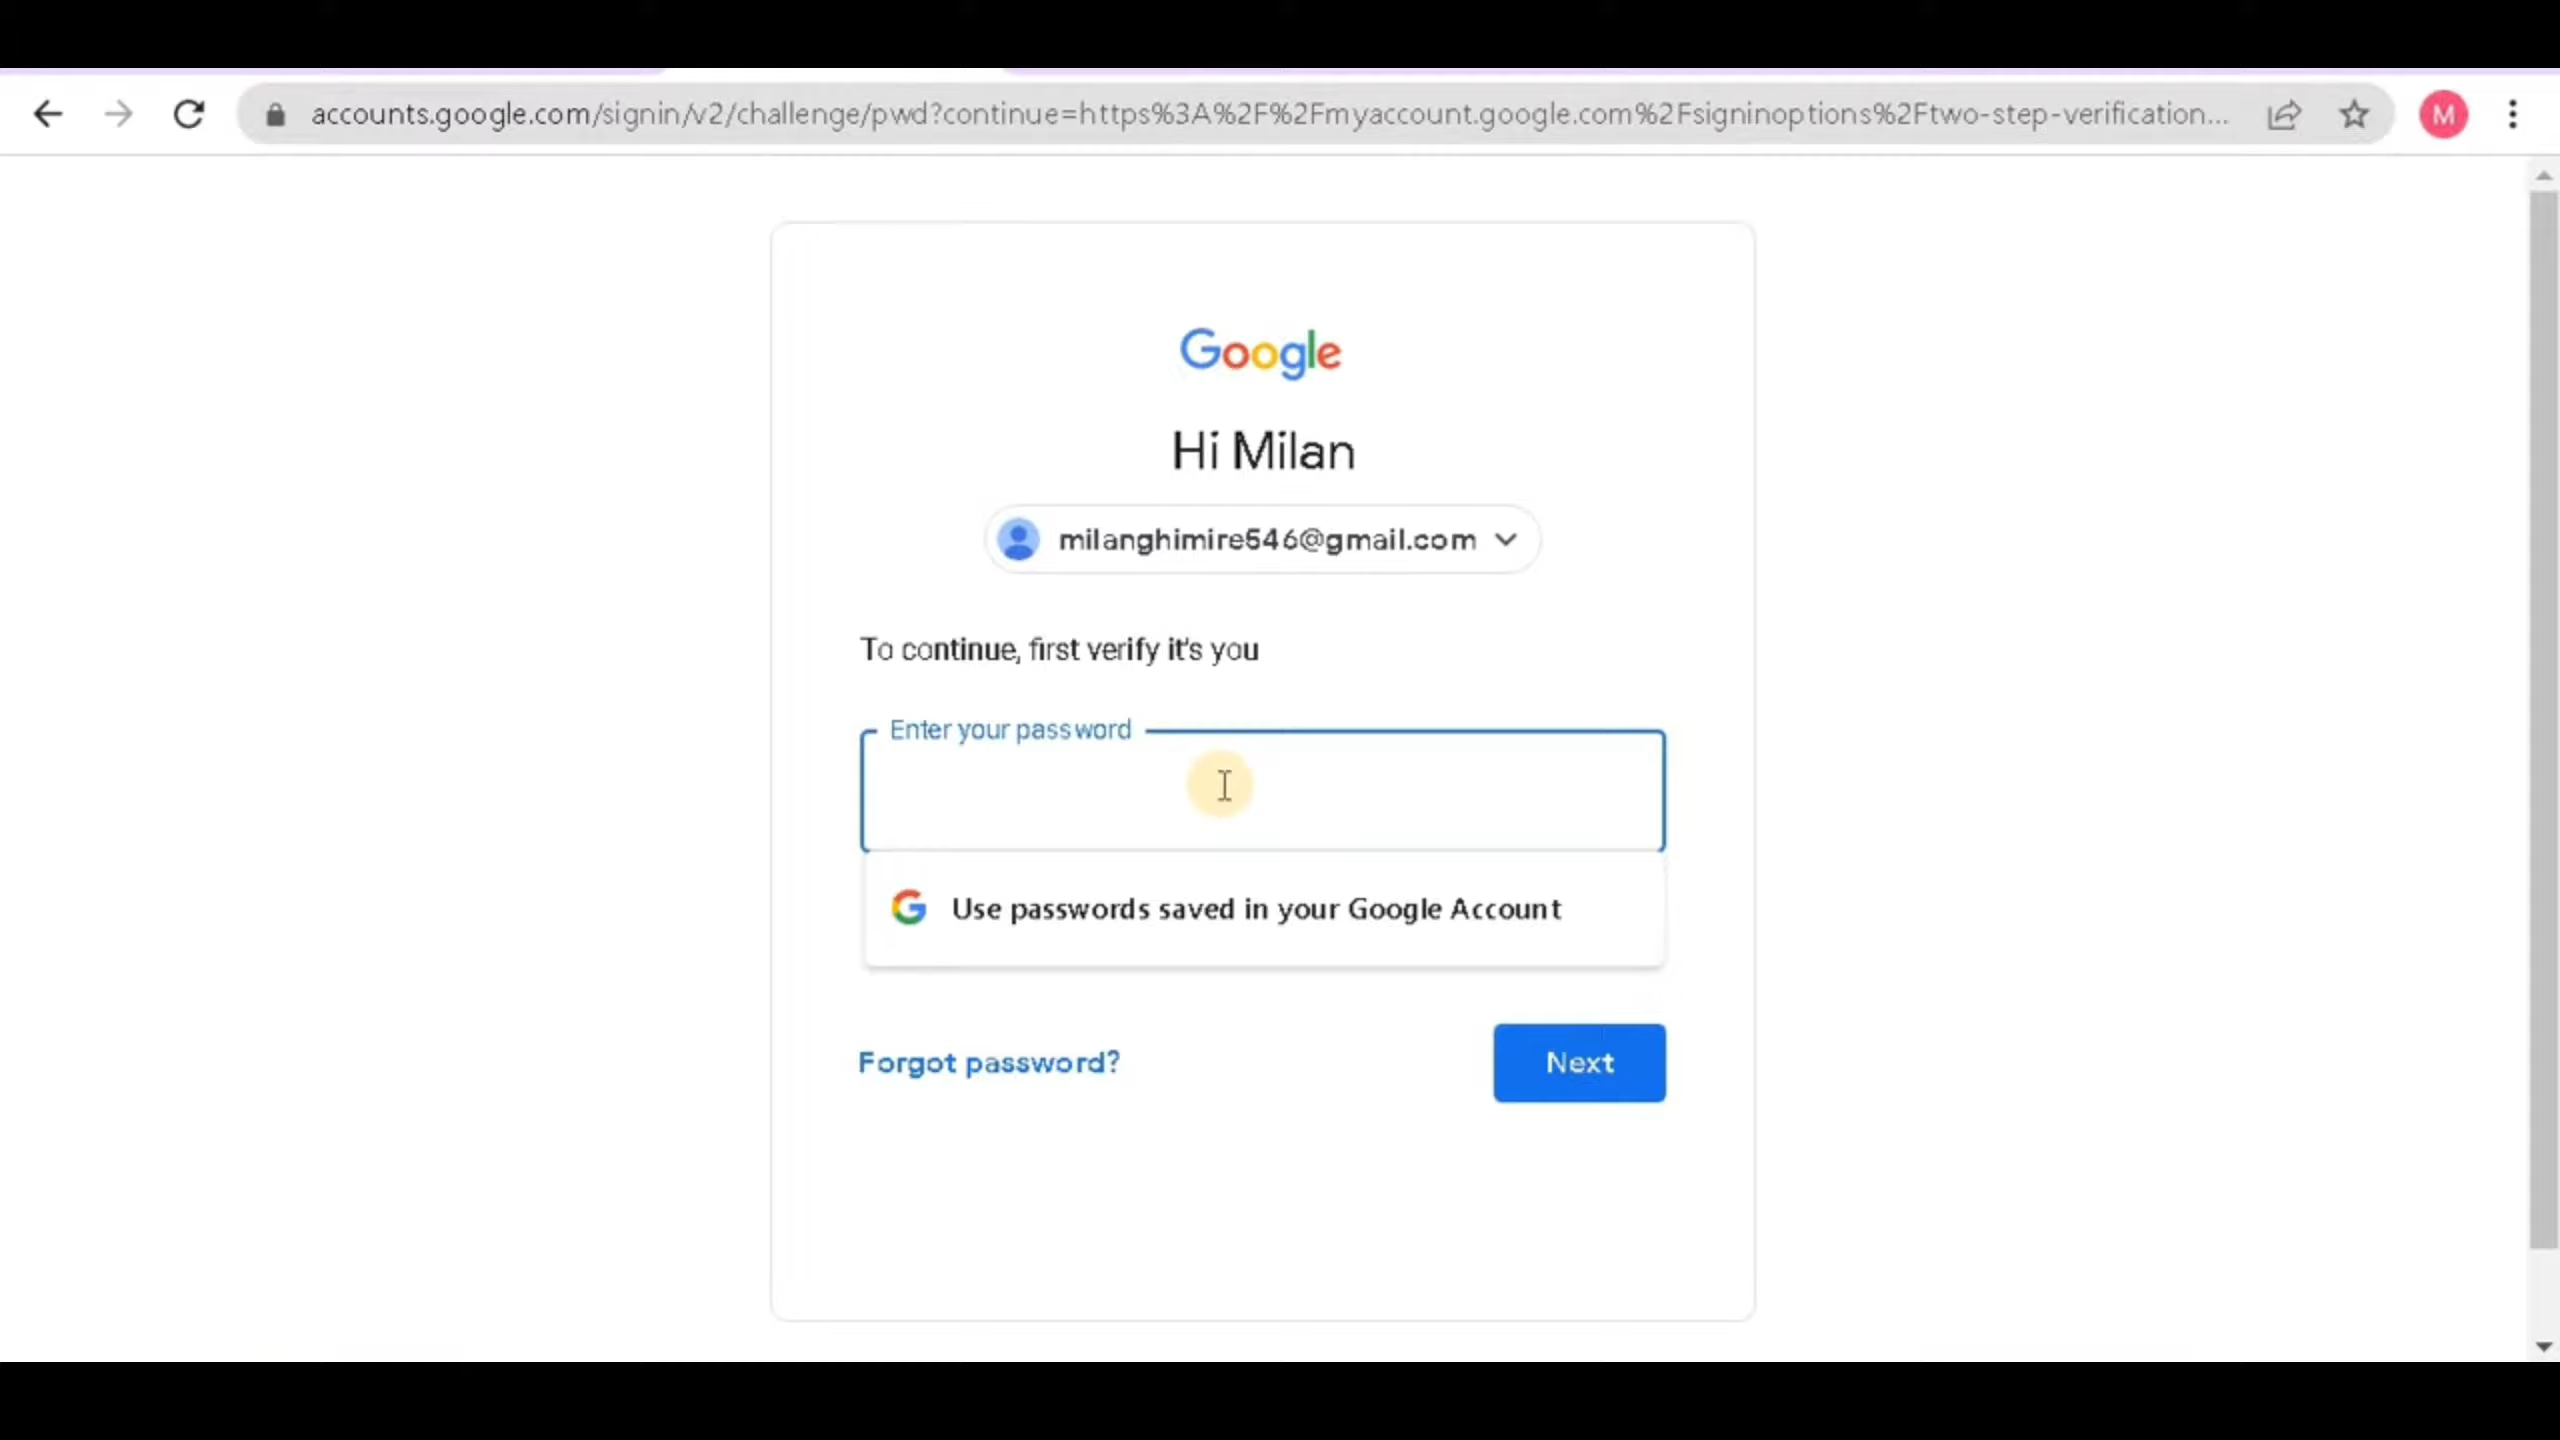 accounts.google.com/signin/v2/challenge/pwd?continue=https%3A%2F%2Fmyaccount.google.com%2Fsigninoptions%2Ftwo-step-verification...
M
Google
Hi Milan
milanghimire546@gmail.com
To continue, first verify it's you
Enter your password
G Use passwords saved in your Google Account
Forgot password?
Next